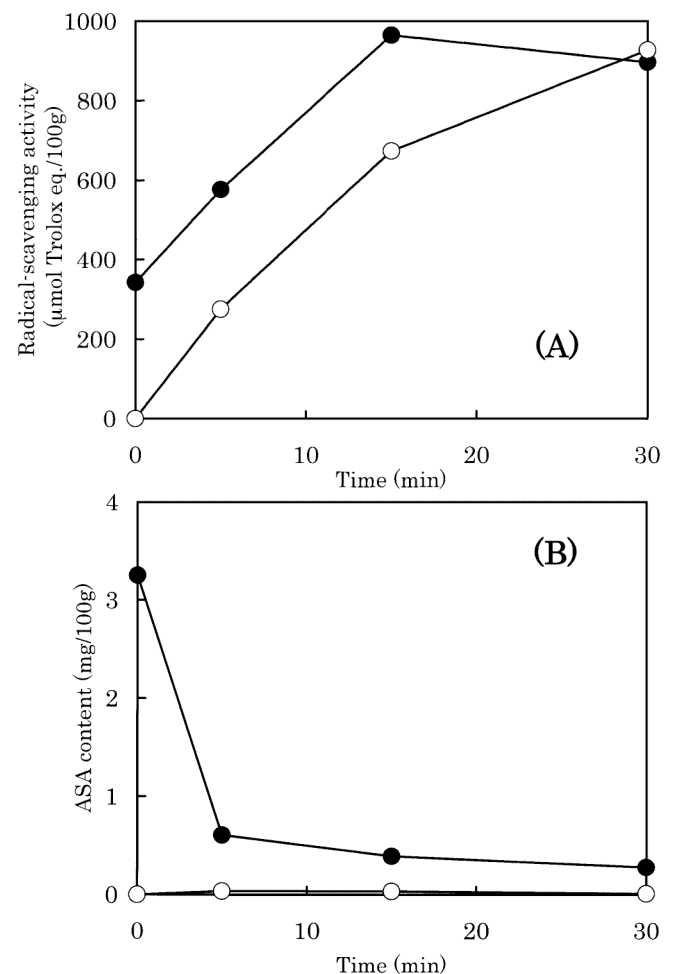 1000
800
600
400
200
0
Radical-scavenging activity
(μmol Trolox eq./100g)
(A)
0 10 20 30
Time (min)
4
3
2
1
0
ASA content (mg/100g)
(B)
0 10 20 30
Time (min)